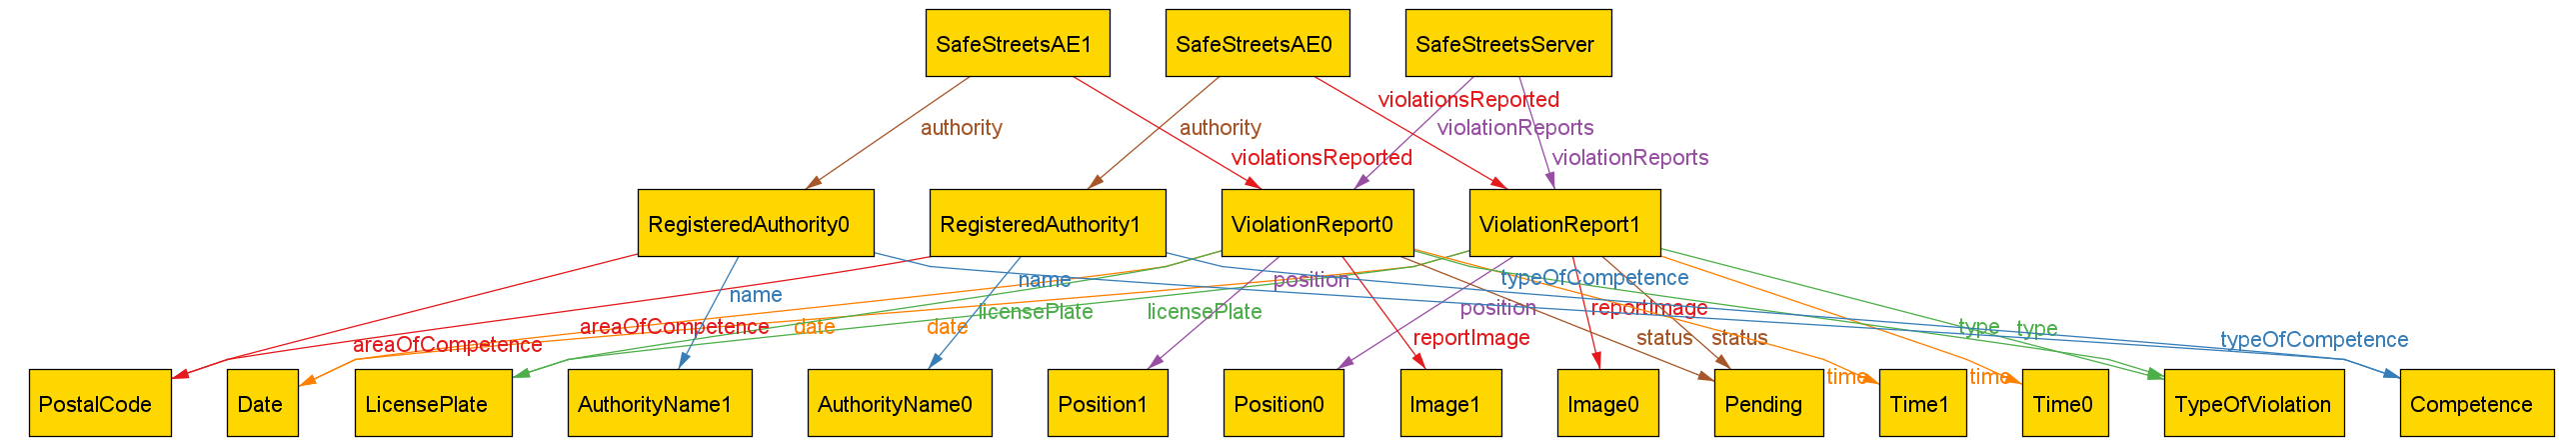 SafeStreetsAE1 SafeStreetsAE0 SafeStreetsServer
violationsReported
authority authority violationReports
violationsReported violationReports
RegisteredAuthority0 RegisteredAuthority1 ViolationReport0 ViolationReport1
position typeOfCompetence
name name
areaOfCompetence date date licensePlate licensePlate position reportImage type type
areaOfCompetence reportImage status status typeOfCompetence
time time
PostalCode Date LicensePlate AuthorityName1 AuthorityName0 Position1 Position0 Image1 Image0 Pending Time1 Time0 TypeOfViolation Competence